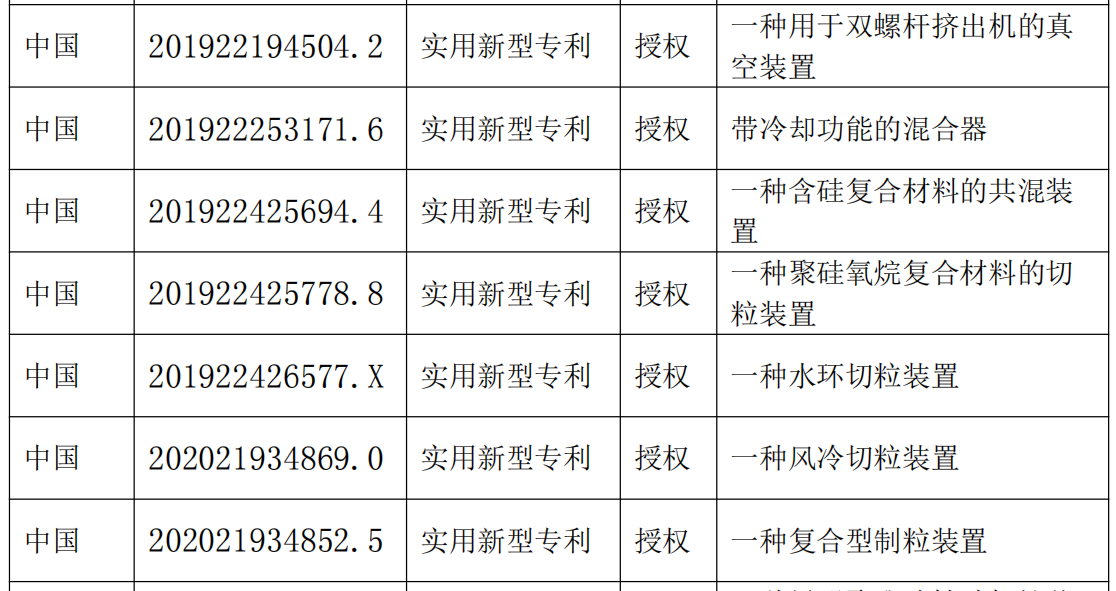 中国 201922194504.2 实用新型专利 授权 一种用于双螺杆挤出机的真
空装置
中国 201922253171.6 实用新型专利 授权 带冷却功能的混合器
中国 201922425694.4 实用新型专利 授权 一种含硅复合材料的共混装
置
中国 201922425778.8 实用新型专利 授权 一种聚硅氧烷复合材料的切
粒装置
中国 201922426577.X 实用新型专利 授权 一种水环切粒装置
中国 202021934869.0 实用新型专利 授权 一种风冷切粒装置
中国 202021934852.5 实用新型专利 授权 一种复合型制粒装置